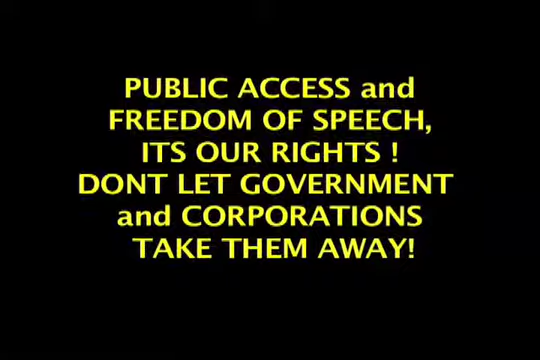 PUBLIC ACCESS and
FREEDOM OF SPEECH,
ITS OUR RIGHTS !
DONT LET GOVERNMENT
and CORPORATIONS
TAKE THEM AWAY!